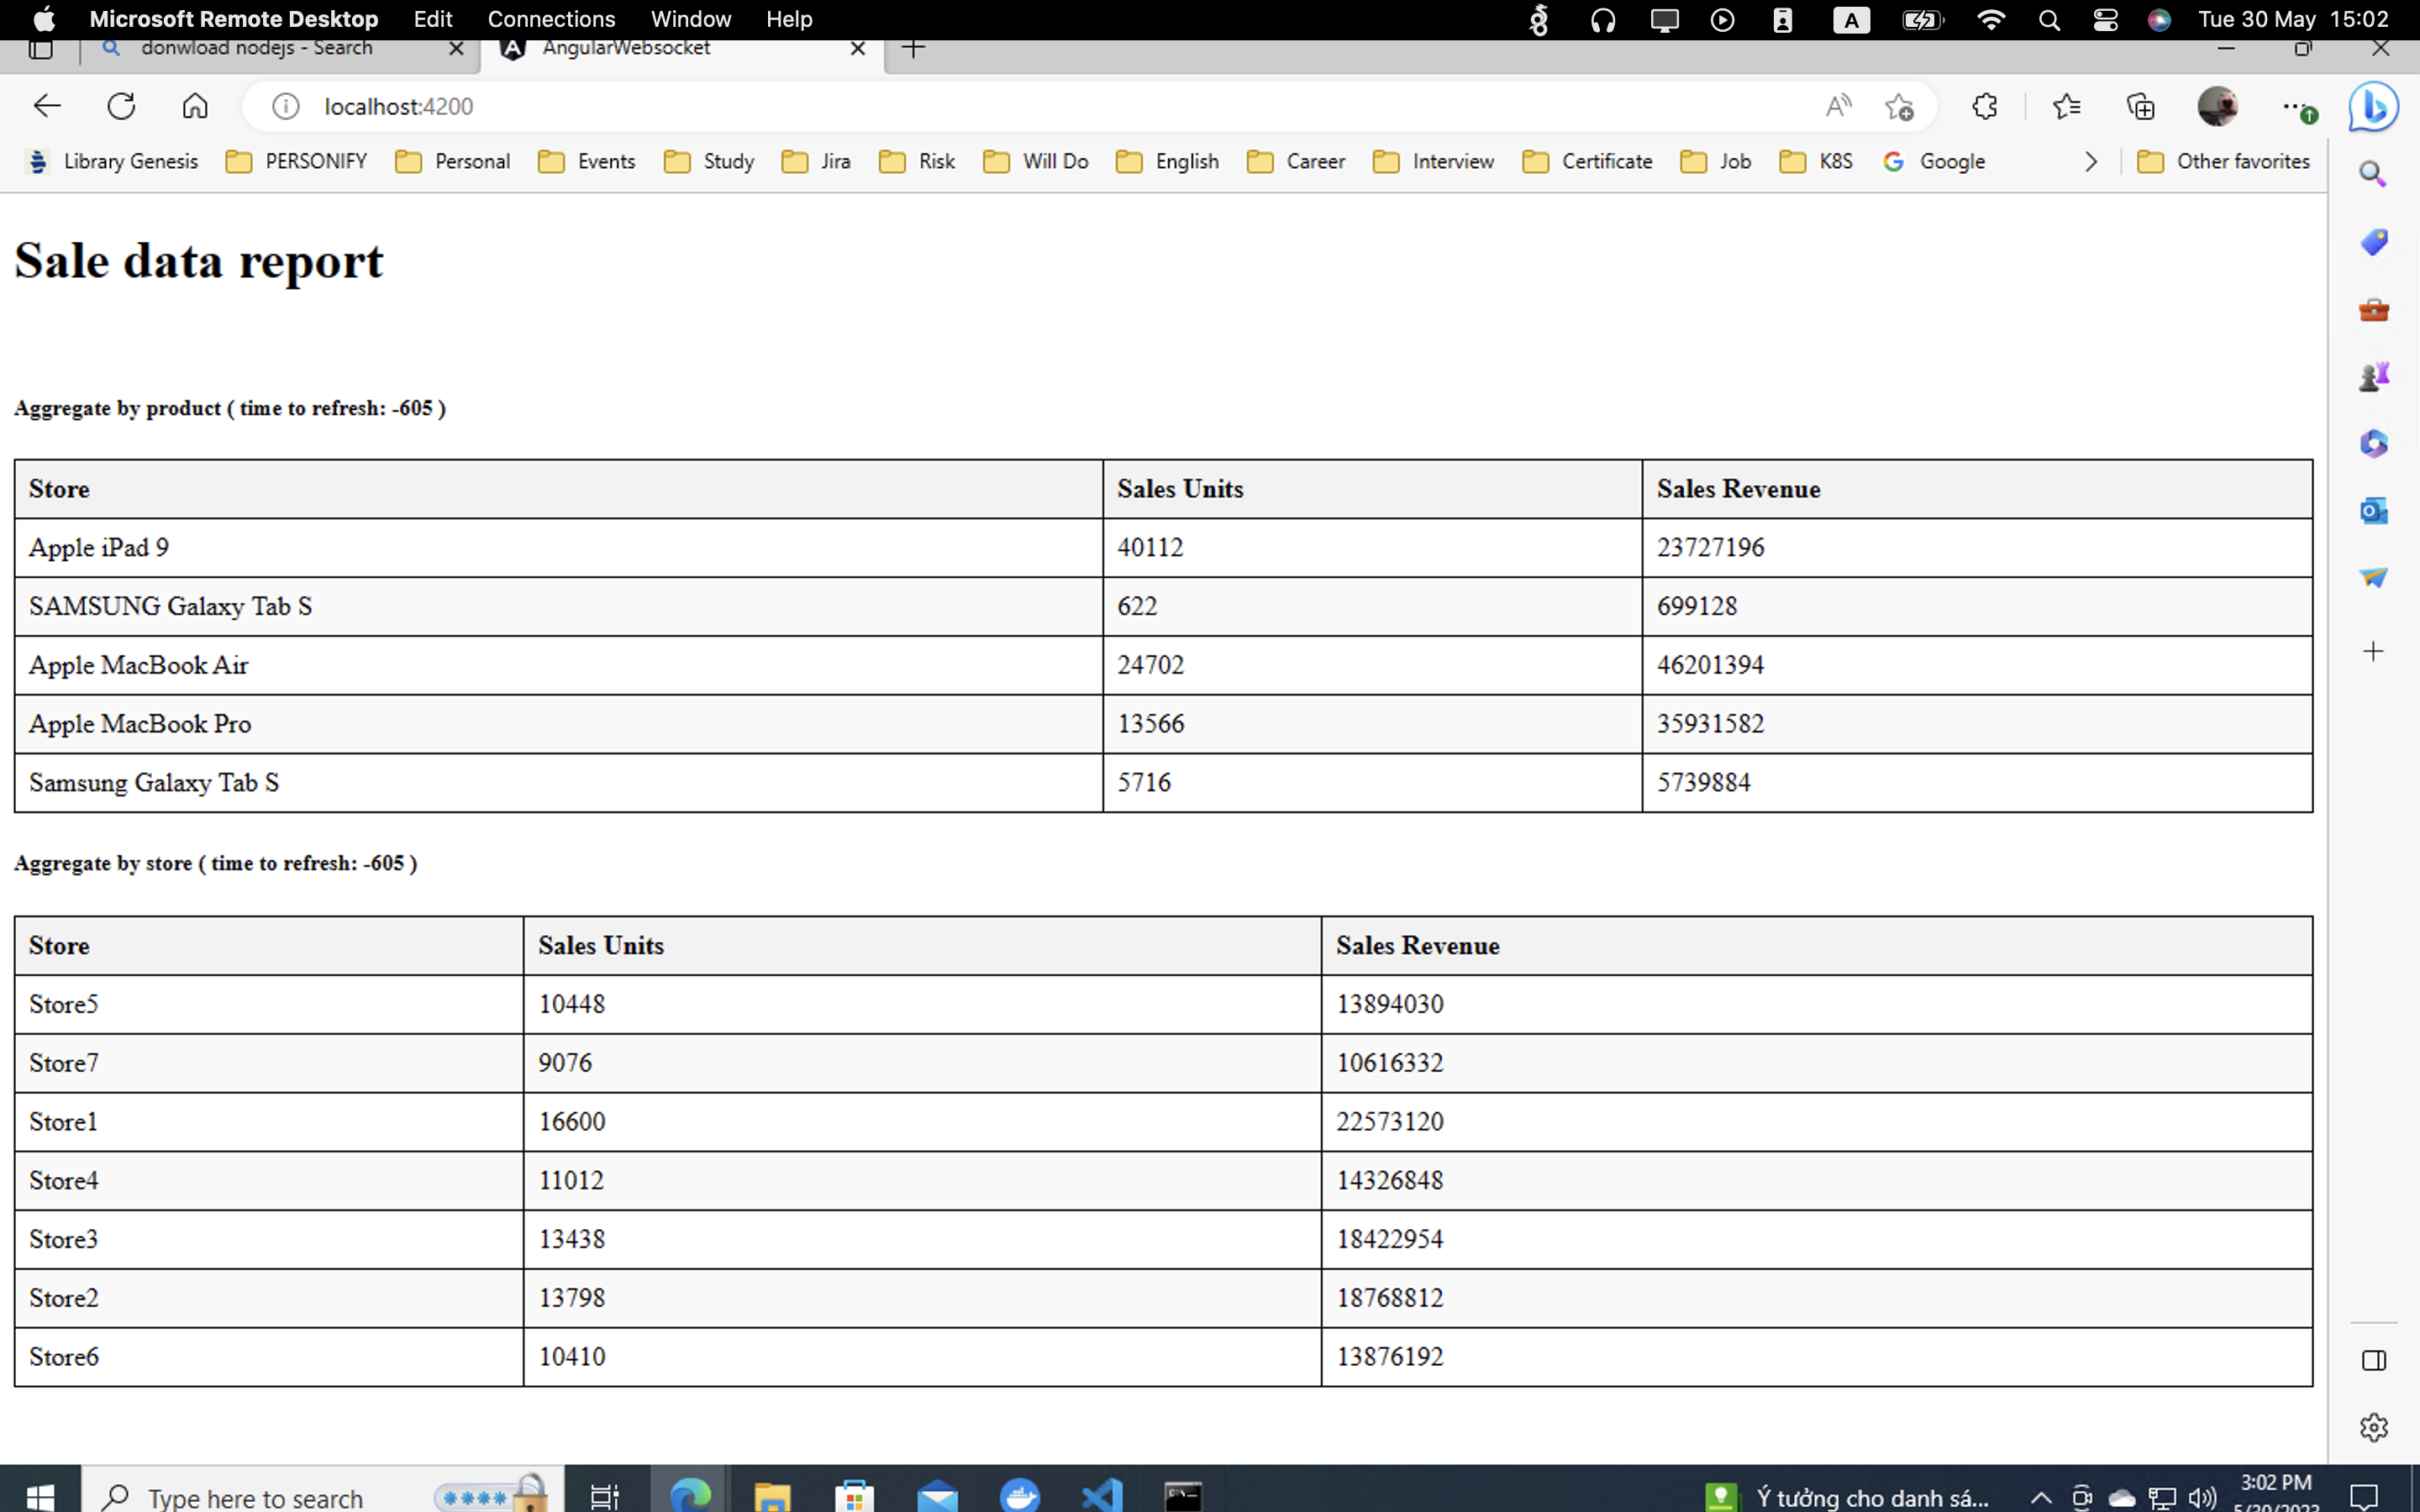 Microsoft Remote Desktop Edit Connections Window Help A Tue 30 May 15:02
donwload nodejs - Search AngularWebsocket
localhost:4200
Library Genesis PERSONIFY Personal Events Study Jira Risk Will Do English Career Interview Certificate Job K8S Google Other favorites
Sale data report
Aggregate by product ( time to refresh: -605 )
Store Sales Units Sales Revenue
Apple iPad 9 40112 23727196
SAMSUNG Galaxy Tab S 622 699128
Apple MacBook Air 24702 46201394
Apple MacBook Pro 13566 35931582
Samsung Galaxy Tab S 5716 5739884
Aggregate by store ( time to refresh: -605 )
Store Sales Units Sales Revenue
Store5 10448 13894030
Store7 9076 10616332
Store1 16600 22573120
Store4 11012 14326848
Store3 13438 18422954
Store2 13798 18768812
Store6 10410 13876192
Type here to search Ý tưởng cho danh sá... 3:02 PM